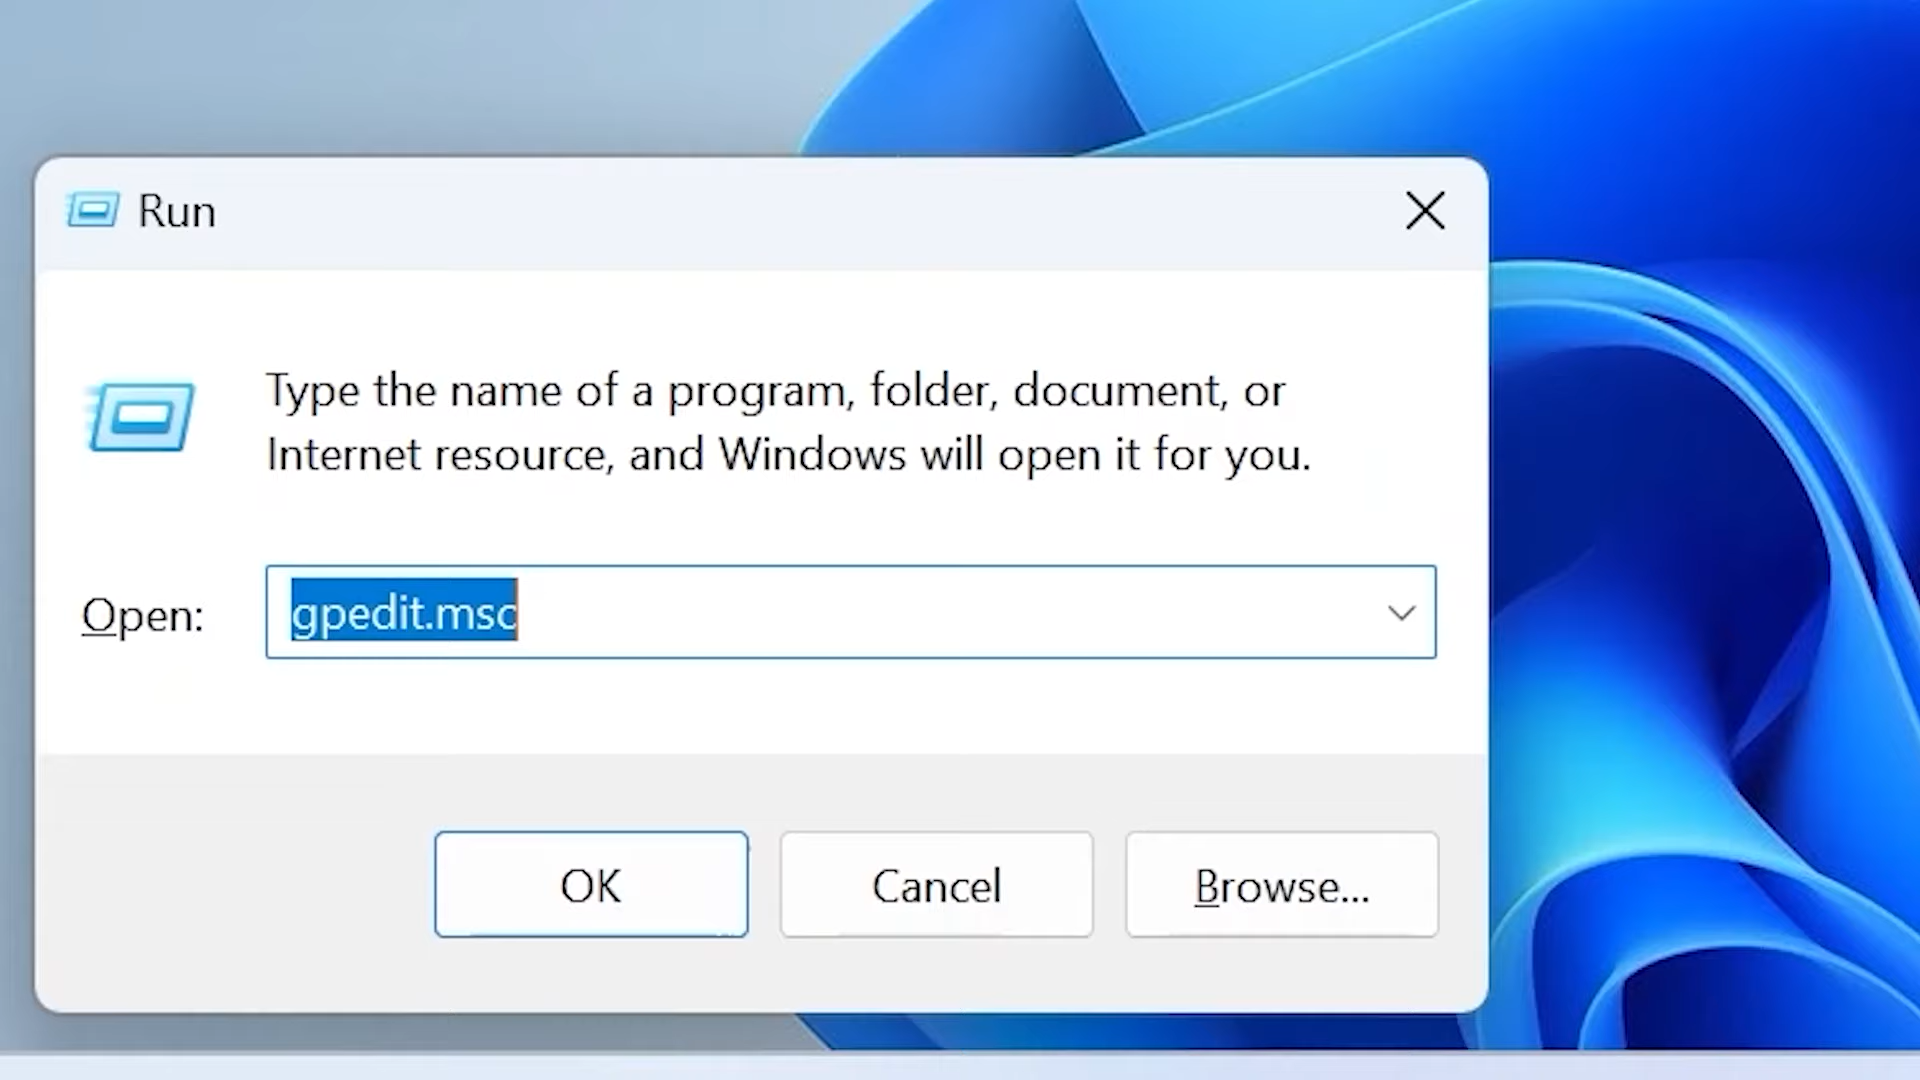 Run
Type the name of a program, folder, document, or
Internet resource, and Windows will open it for you.
Open:
gpedit.msc
OK
Cancel
Browse...